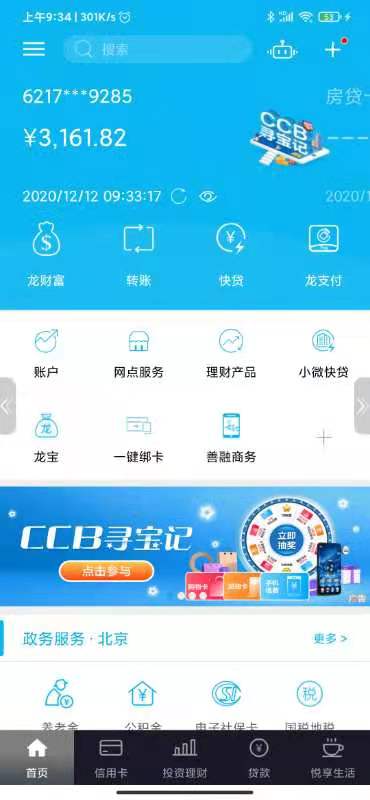 上午9:34 | 301K/s
53
搜索
6217***9285
房贷
¥3,161.82
CCB
寻宝记
2020/12/12 09:33:17
2020/1
龙财富 转账 快贷 龙支付
账户 网点服务 理财产品 小微快贷
龙宝 一键绑卡 善融商务
CCB寻宝记
点击参与
立即
抽奖
购物卡
广告
政务服务·北京
更多 >
养老金 公积金 电子社保卡 国税地税
首页 信用卡 投资理财 贷款 悦享生活